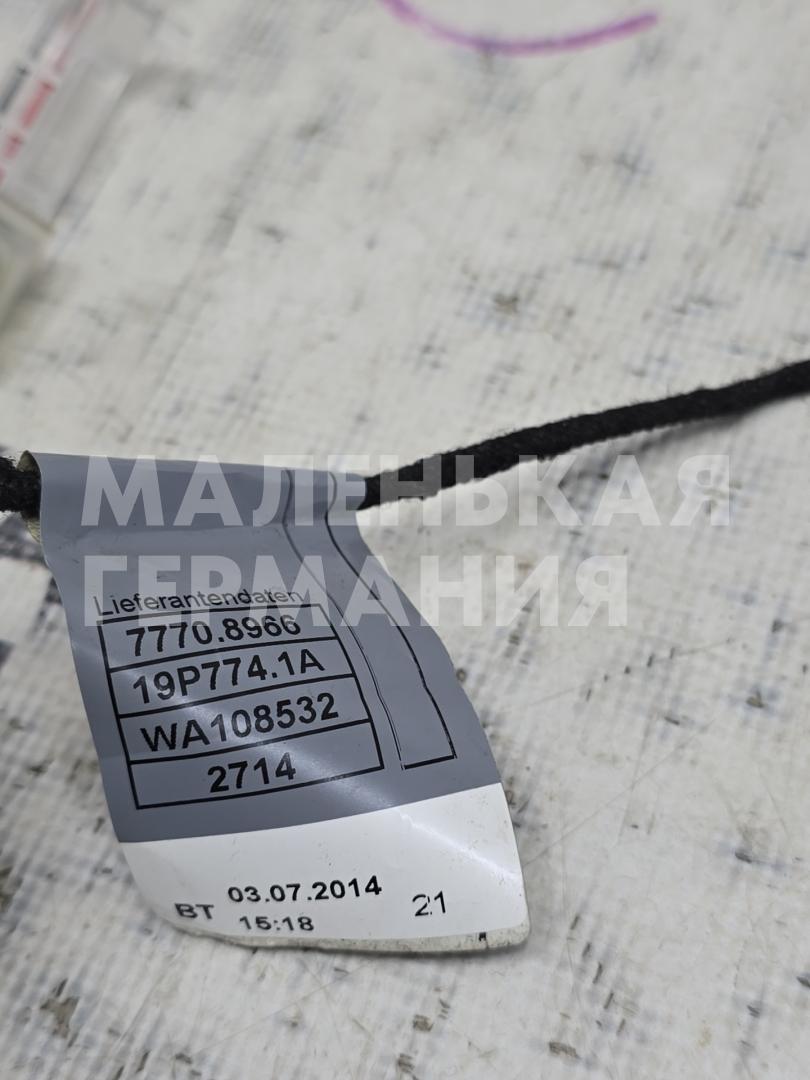 МАЛЕНЬКАЯ
ГЕРМАНИЯ
Lieferantendaten
7770.8966
19P774.1A
WA108532
2714
BT 03.07.2014 21
15:18